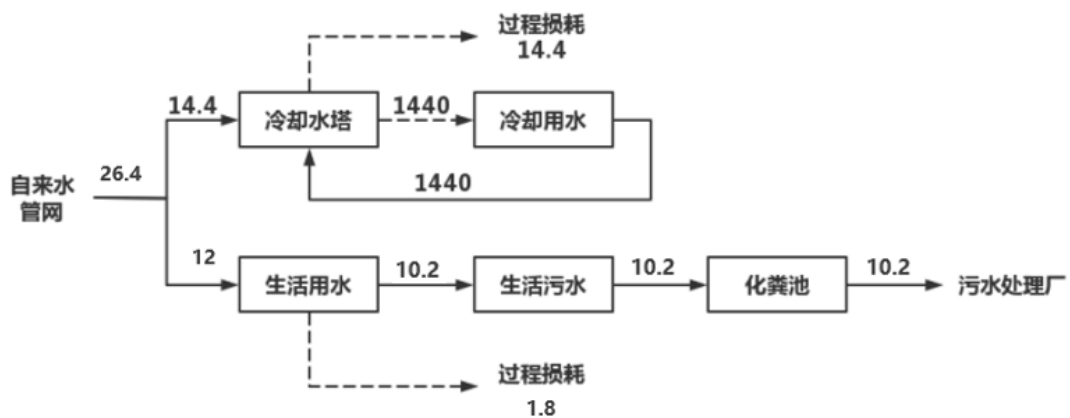 过程损耗
14.4
14.4
冷却水塔
1440
冷却用水
1440
自来水
管网
26.4
12
生活用水
10.2
生活污水
10.2
化粪池
10.2
污水处理厂
过程损耗
1.8